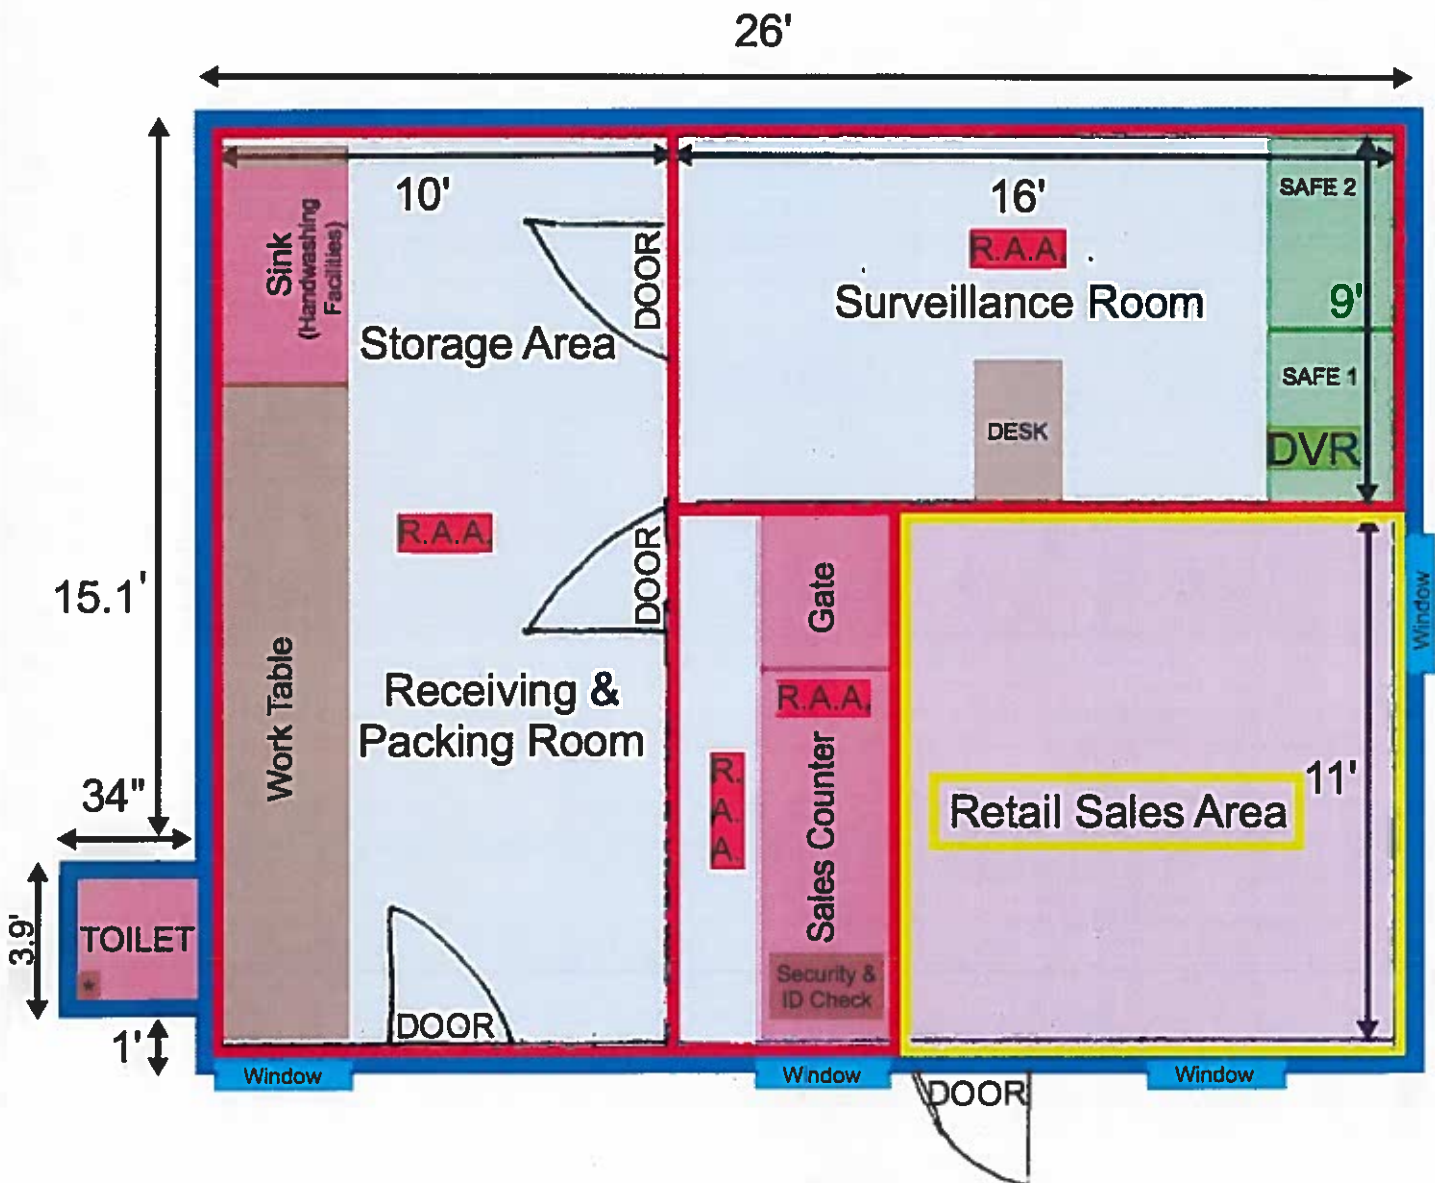 26'
10'
16'
SAFE 2
Sink
(Handwashing
Facilities)
DOOR
R.A.A.
Surveillance Room
9'
Storage Area
SAFE 1
DESK
DVR
R.A.A.
DOOR
Gate
15.1'
Window
Work Table
Receiving &
Packing Room
R.A.A.
R.
A.
A.
Sales Counter
Retail Sales Area
11'
34"
3.9'
TOILET
*
Security &
ID Check
1'
DOOR
Window
Window
Window
DOOR